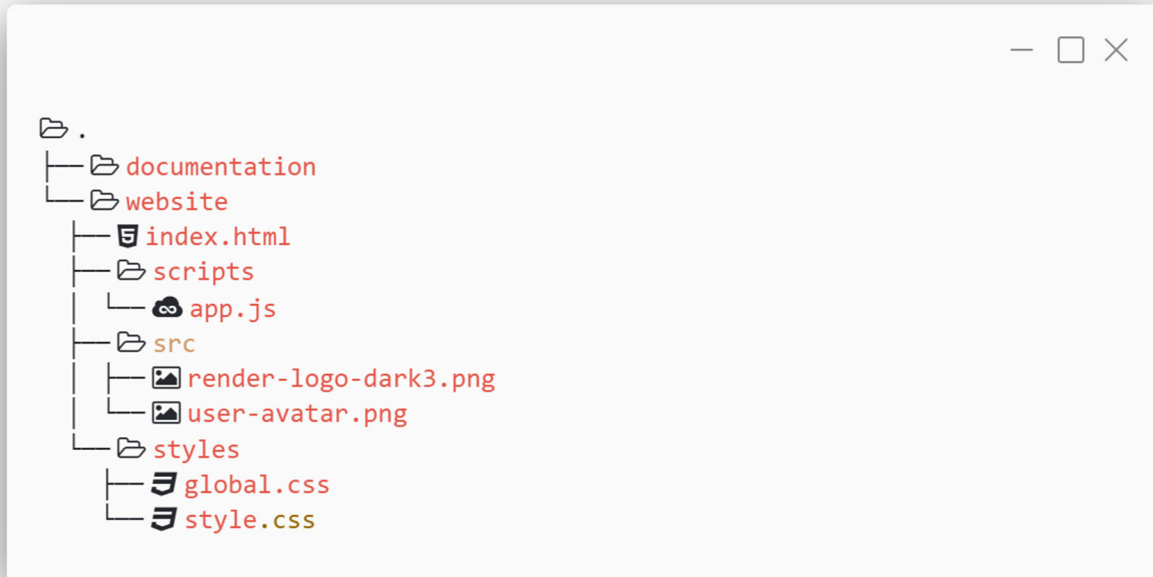 .
documentation
website
index.html
scripts
app.js
src
render-logo-dark3.png
user-avatar.png
styles
global.css
style.css